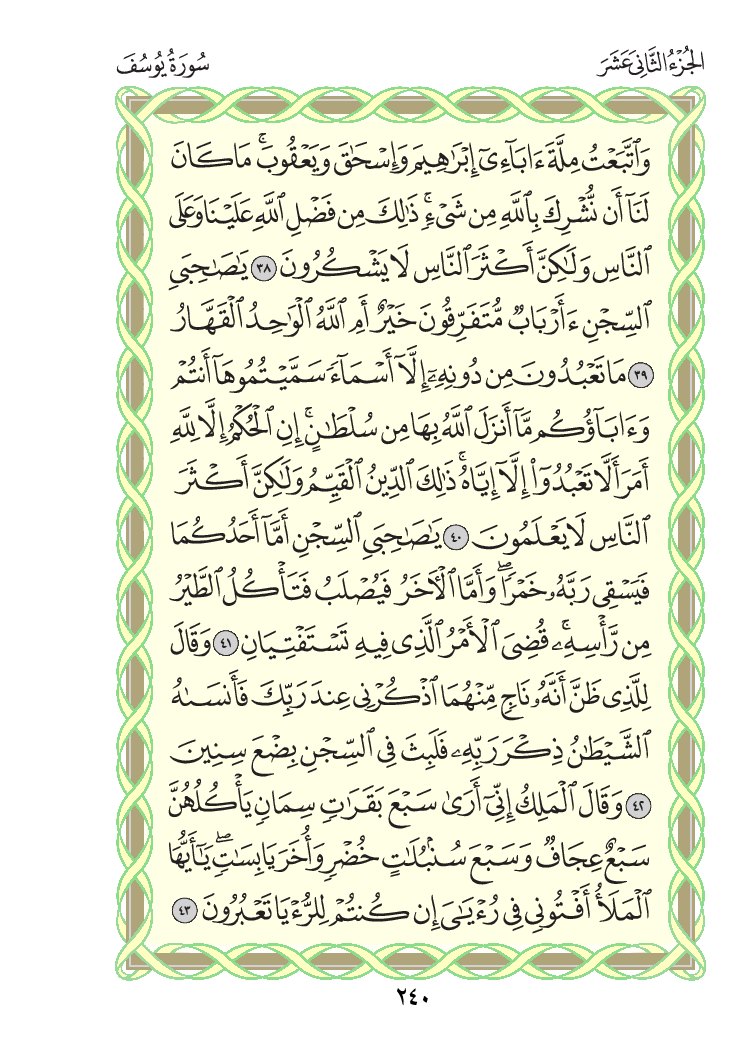 الجُزْءُ الثَّانِيَ عَشَرَ
سُورَةُ يُوسُفَ
وَٱتَّبَعۡتُ مِلَّةَ ءَابَآءِيٓ إِبۡرَٰهِيمَ وَإِسۡحَٰقَ وَيَعۡقُوبَۚ مَا كَانَ
لَنَآ أَن نُّشۡرِكَ بِٱللَّهِ مِن شَيۡءٖۚ ذَٰلِكَ مِن فَضۡلِ ٱللَّهِ عَلَيۡنَا وَعَلَى
ٱلنَّاسِ وَلَٰكِنَّ أَكۡثَرَ ٱلنَّاسِ لَا يَشۡكُرُونَ ٣٨ يَٰصَٰحِبَيِ
ٱلسِّجۡنِ ءَأَرۡبَابٞ مُّتَفَرِّقُونَ خَيۡرٌ أَمِ ٱللَّهُ ٱلۡوَٰحِدُ ٱلۡقَهَّارُ
٣٩ مَا تَعۡبُدُونَ مِن دُونِهِۦٓ إِلَّآ أَسۡمَآءٗ سَمَّيۡتُمُوهَآ أَنتُمۡ
وَءَابَآؤُكُم مَّآ أَنزَلَ ٱللَّهُ بِهَا مِن سُلۡطَٰنٍۚ إِنِ ٱلۡحُكۡمُ إِلَّا لِلَّهِ
أَمَرَ أَلَّا تَعۡبُدُوٓاْ إِلَّآ إِيَّاهُۚ ذَٰلِكَ ٱلدِّينُ ٱلۡقَيِّمُ وَلَٰكِنَّ أَكۡثَرَ
ٱلنَّاسِ لَا يَعۡلَمُونَ ٤٠ يَٰصَٰحِبَيِ ٱلسِّجۡنِ أَمَّآ أَحَدُكُمَا
فَيَسۡقِي رَبَّهُۥ خَمۡرٗاۖ وَأَمَّا ٱلۡأٓخَرُ فَيُصۡلَبُ فَتَأۡكُلُ ٱلطَّيۡرُ
مِن رَّأۡسِهِۦۚ قُضِيَ ٱلۡأَمۡرُ ٱلَّذِي فِيهِ تَسۡتَفۡتِيَانِ ٤١ وَقَالَ
لِلَّذِي ظَنَّ أَنَّهُۥ نَاجٖ مِّنۡهُمَا ٱذۡكُرۡنِي عِندَ رَبِّكَ فَأَنسَىٰهُ
ٱلشَّيۡطَٰنُ ذِكۡرَ رَبِّهِۦ فَلَبِثَ فِي ٱلسِّجۡنِ بِضۡعَ سِنِينَ
٤٢ وَقَالَ ٱلۡمَلِكُ إِنِّيٓ أَرَىٰ سَبۡعَ بَقَرَٰتٖ سِمَانٖ يَأۡكُلُهُنَّ
سَبۡعٌ عِجَافٞ وَسَبۡعَ سُنۢبُلَٰتٍ خُضۡرٖ وَأُخَرَ يَابِسَٰتٖۖ يَٰٓأَيُّهَا
ٱلۡمَلَأُ أَفۡتُونِي فِي رُءۡيَٰيَ إِن كُنتُمۡ لِلرُّءۡيَا تَعۡبُرُونَ ٤٣
٢٤٠